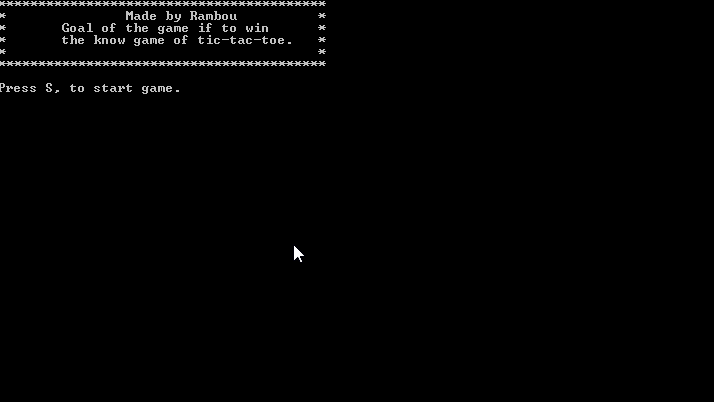 *****************************************
* Made by Rambou *
* Goal of the game if to win *
* the know game of tic-tac-toe. *
* *
*****************************************
Press S, to start game.